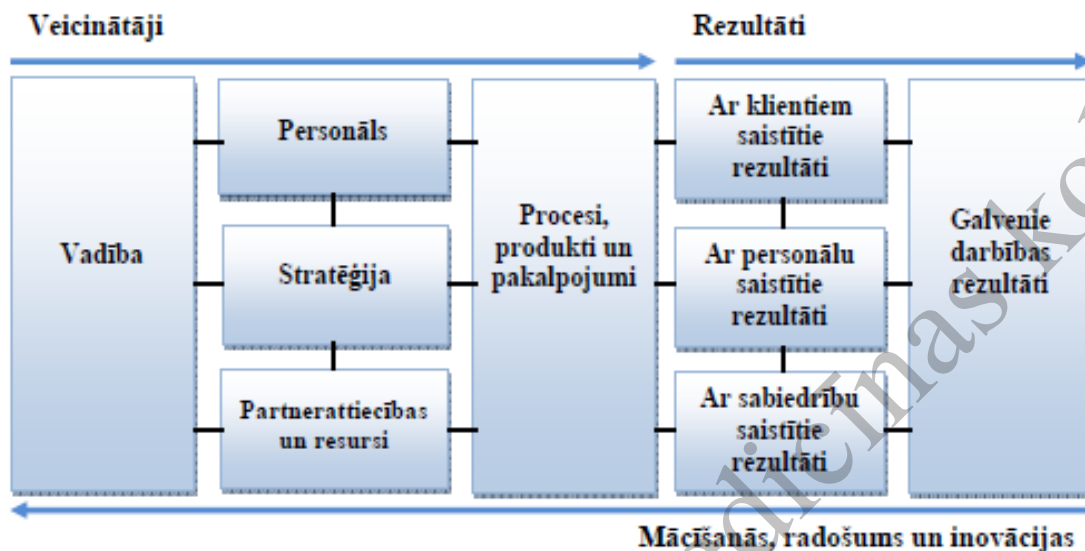 Veicinātāji
Rezultāti
Vadība
Personāls
Stratēģija
Partnerattiecības
un resursi
Procesi,
produkti un
pakalpojumi
Ar klientiem
saistītie
rezultāti
Ar personālu
saistītie
rezultāti
Ar sabiedrību
saistītie
rezultāti
Galvenie
darbības
rezultāti
Mācīšanās, radošums un inovācijas